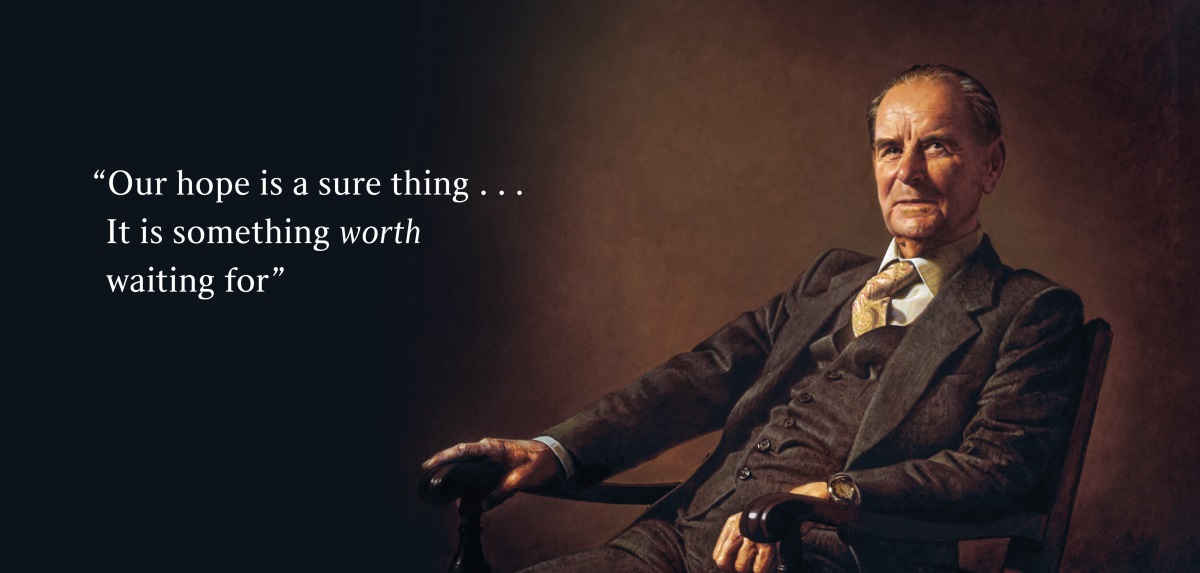 “Our hope is a sure thing . . .
It is something worth
waiting for”